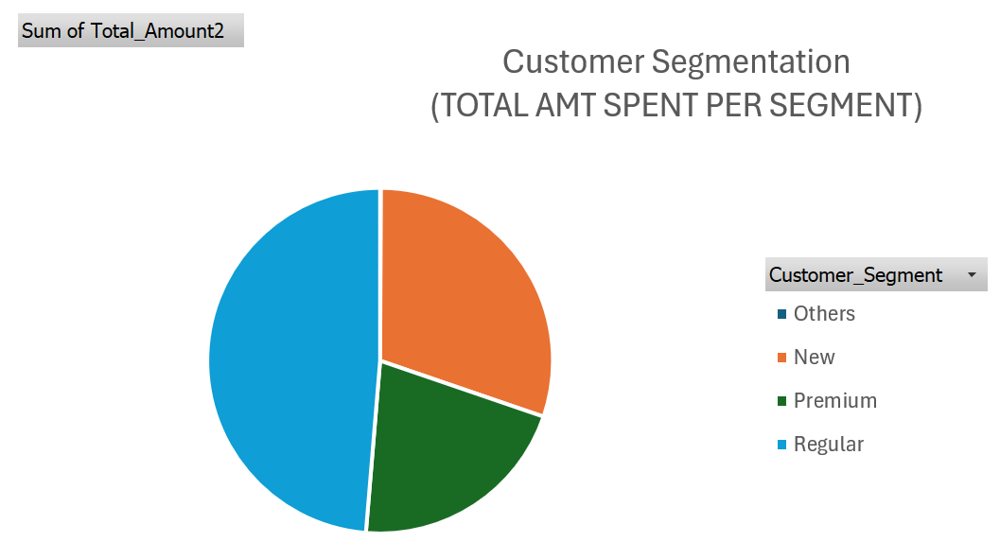 Sum of Total_Amount2
Customer Segmentation
(TOTAL AMT SPENT PER SEGMENT)
Customer_Segment
Others
New
Premium
Regular